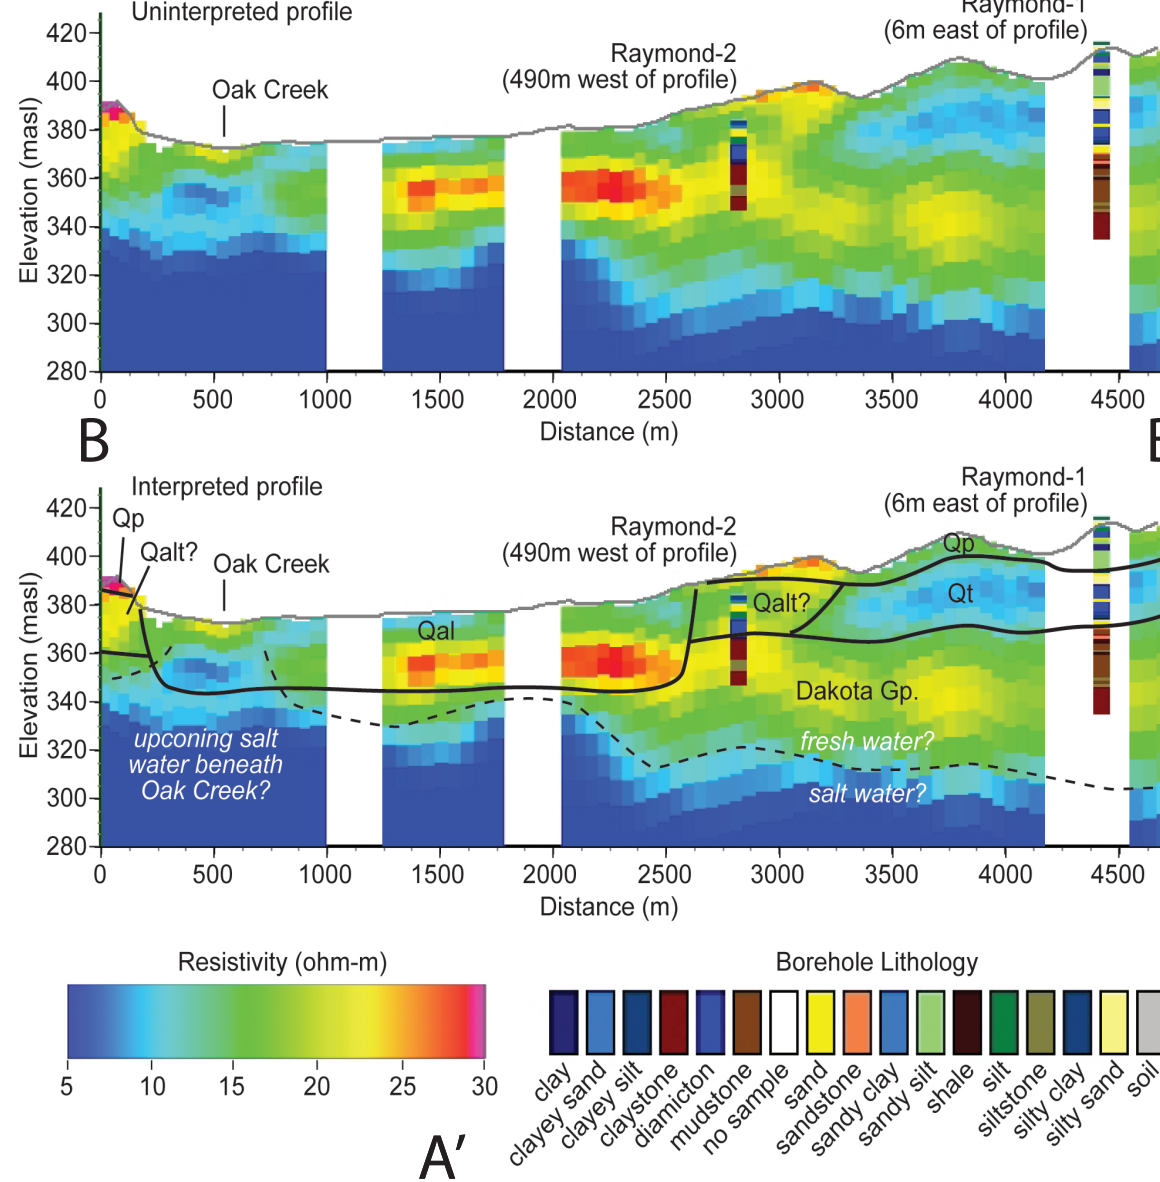 Uninterpreted profile
Raymond-1
(6m east of profile)
Raymond-2
(490m west of profile)
Oak Creek
Elevation (masl)
420
400
380
360
340
320
300
280
0 500 1000 1500 2000 2500 3000 3500 4000 4500
Distance (m)
B
Interpreted profile
Raymond-1
(6m east of profile)
Raymond-2
(490m west of profile)
Qp
Qalt?
Oak Creek
Qp
Qt
Qalt?
Qal
Dakota Gp.
upconing salt
water beneath
Oak Creek?
fresh water?
salt water?
Elevation (masl)
420
400
380
360
340
320
300
280
0 500 1000 1500 2000 2500 3000 3500 4000 4500
Distance (m)
Resistivity (ohm-m)
5 10 15 20 25 30
Borehole Lithology
clay
clayey sand
clayey silt
claystone
diamicton
mudstone
no sample
sand
sandstone
sandy clay
sandy silt
shale
silt
siltstone
silty clay
silty sand
soil
A′